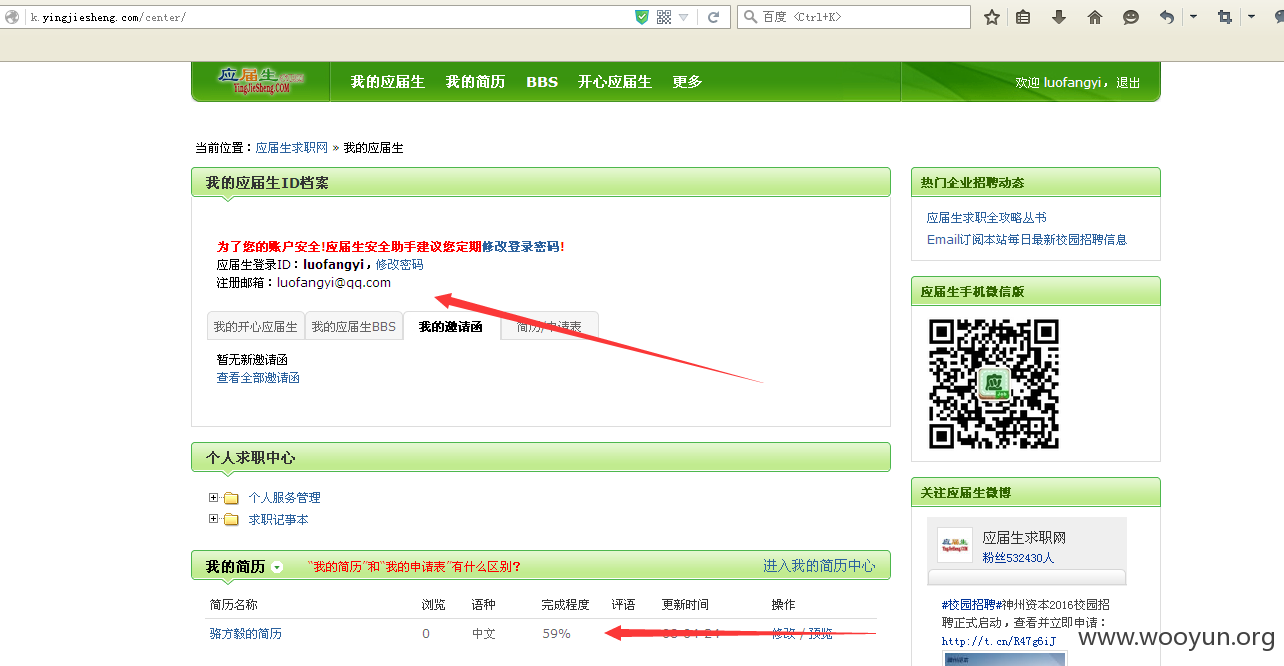 k.yingjiesheng.com/center/
百度 <Ctrl+K>
应届生
YingJieSheng.COM
我的应届生 我的简历 BBS 开心应届生 更多
欢迎 luofangyi，退出
当前位置：应届生求职网 » 我的应届生
我的应届生ID档案
为了您的账户安全!应届生安全助手建议您定期修改登录密码!
应届生登录ID：luofangyi，修改密码
注册邮箱：luofangyi@qq.com
我的开心应届生 我的应届生BBS 我的邀请函 简历/申请表
暂无新邀请函
查看全部邀请函
个人求职中心
个人服务管理
求职记事本
我的简历 “我的简历”和“我的申请表”有什么区别? 进入我的简历中心
简历名称 浏览 语种 完成程度 评语 更新时间 操作
骆方毅的简历 0 中文 59% 修改 / 预览
热门企业招聘动态
应届生求职全攻略丛书
Email订阅本站每日最新校园招聘信息
应届生手机微信版
应
Job
关注应届生微博
应届生
YingJieSheng.COM
应届生求职网
粉丝532430人
#校园招聘#神州资本2016校园招
聘正式启动，查看并立即申请：
http://t.cn/R47g6iJ
www.wooyun.org